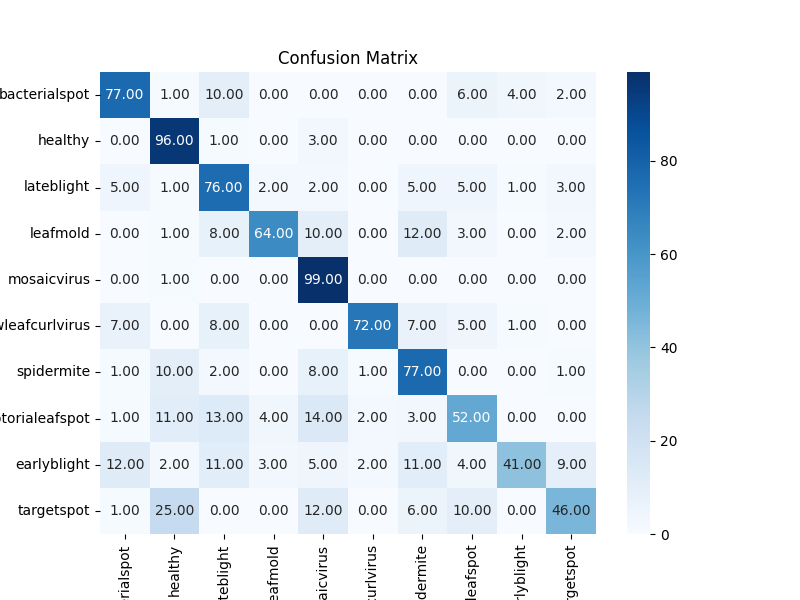 Confusion Matrix
bacterialspot 77.00 1.00 10.00 0.00 0.00 0.00 0.00 6.00 4.00 2.00
healthy 0.00 96.00 1.00 0.00 3.00 0.00 0.00 0.00 0.00 0.00
lateblight 5.00 1.00 76.00 2.00 2.00 0.00 5.00 5.00 1.00 3.00
leafmold 0.00 1.00 8.00 64.00 10.00 0.00 12.00 3.00 0.00 2.00
mosaicvirus 0.00 1.00 0.00 0.00 99.00 0.00 0.00 0.00 0.00 0.00
wleafcurlvirus 7.00 0.00 8.00 0.00 0.00 72.00 7.00 5.00 1.00 0.00
spidermite 1.00 10.00 2.00 0.00 8.00 1.00 77.00 0.00 0.00 1.00
torialeafspot 1.00 11.00 13.00 4.00 14.00 2.00 3.00 52.00 0.00 0.00
earlyblight 12.00 2.00 11.00 3.00 5.00 2.00 11.00 4.00 41.00 9.00
targetspot 1.00 25.00 0.00 0.00 12.00 0.00 6.00 10.00 0.00 46.00
rialspot
healthy
teblight
eafmold
aicvirus
curlvirus
dermite
leafspot
rlyblight
rgetspot
80
60
40
20
0